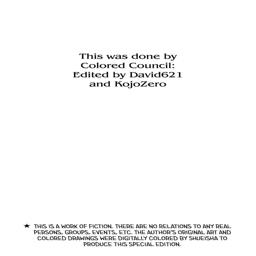 This was done by
Colored Council:
Edited by David621
and KojoZero
★ THIS IS A WORK OF FICTION. THERE ARE NO RELATIONS TO ANY REAL
PERSONS, GROUPS, EVENTS, ETC. THE AUTHOR'S ORIGINAL ART AND
COLORED DRAWINGS WERE DIGITALLY COLORED BY SHUEISHA TO
PRODUCE THIS SPECIAL EDITION.